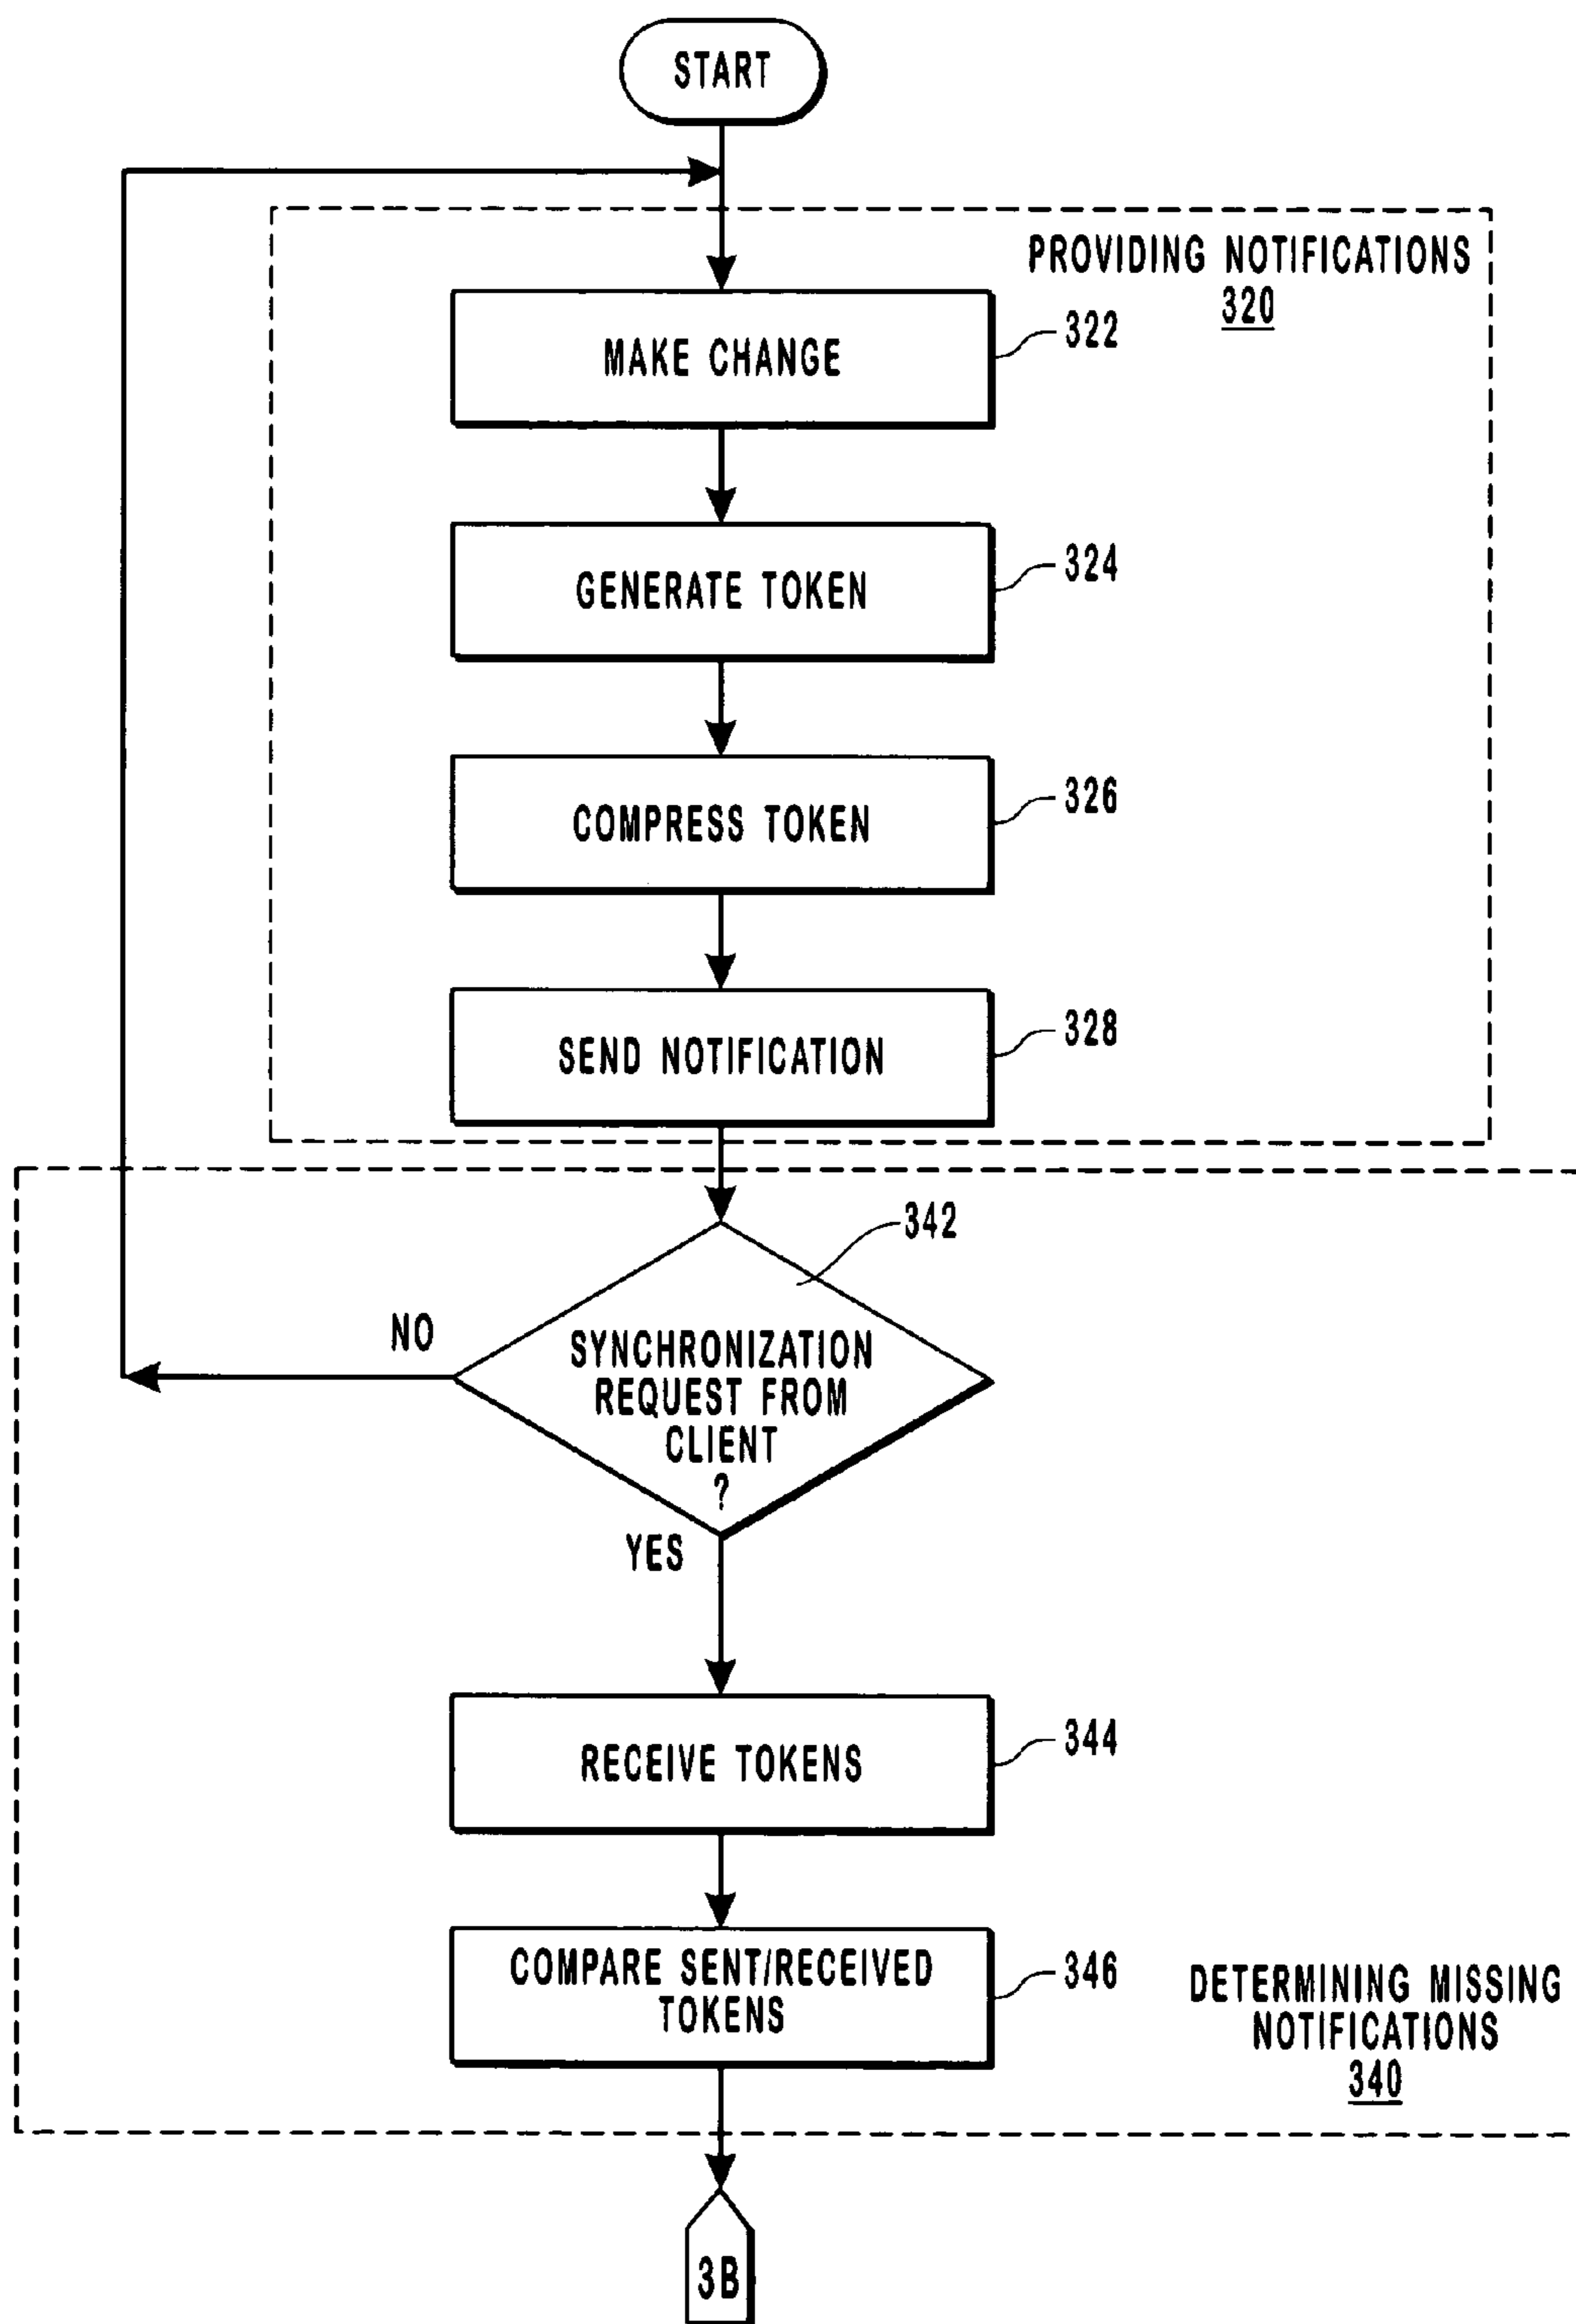 START
PROVIDING NOTIFICATIONS
320
MAKE CHANGE
322
GENERATE TOKEN
324
COMPRESS TOKEN
326
SEND NOTIFICATION
328
342
NO
SYNCHRONIZATION
REQUEST FROM
CLIENT
?
YES
RECEIVE TOKENS
344
COMPARE SENT/RECEIVED
TOKENS
346
DETERMINING MISSING
NOTIFICATIONS
340
3B